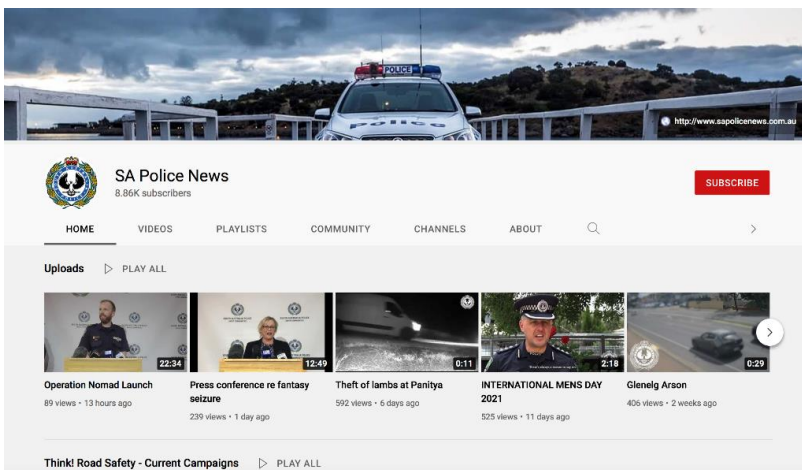 POLICE
Police
http://www.sapolicenews.com.au
SA Police News
8.86K subscribers
SUBSCRIBE
HOME VIDEOS PLAYLISTS COMMUNITY CHANNELS ABOUT
Uploads PLAY ALL
22:34 12:49 0:11 2:18 0:29
Operation Nomad Launch
89 views • 13 hours ago
Press conference re fantasy
seizure
239 views • 1 day ago
Theft of lambs at Panitya
592 views • 6 days ago
INTERNATIONAL MENS DAY
2021
525 views • 11 days ago
Glenelg Arson
406 views • 2 weeks ago
Think! Road Safety - Current Campaigns PLAY ALL